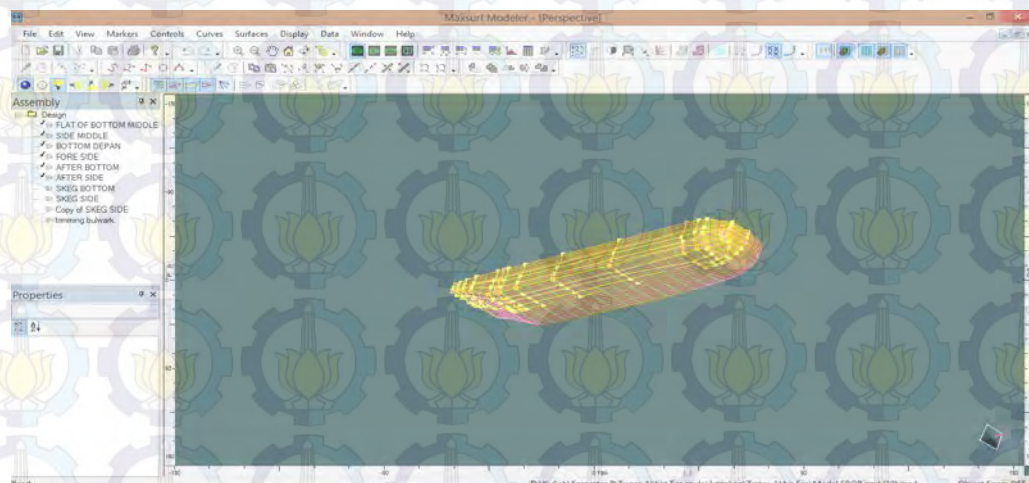 Maxsurf Modeler - [Perspective]
File Edit View Markers Controls Curves Surfaces Display Data Window Help
Assembly
Design
FLAT OF BOTTOM MIDDLE
SIDE MIDDLE
BOTTOM DEPAN
FORE SIDE
AFTER BOTTOM
AFTER SIDE
SKEG BOTTOM
SKEG SIDE
Copy of SKEG SIDE
trimming bulwark
Properties